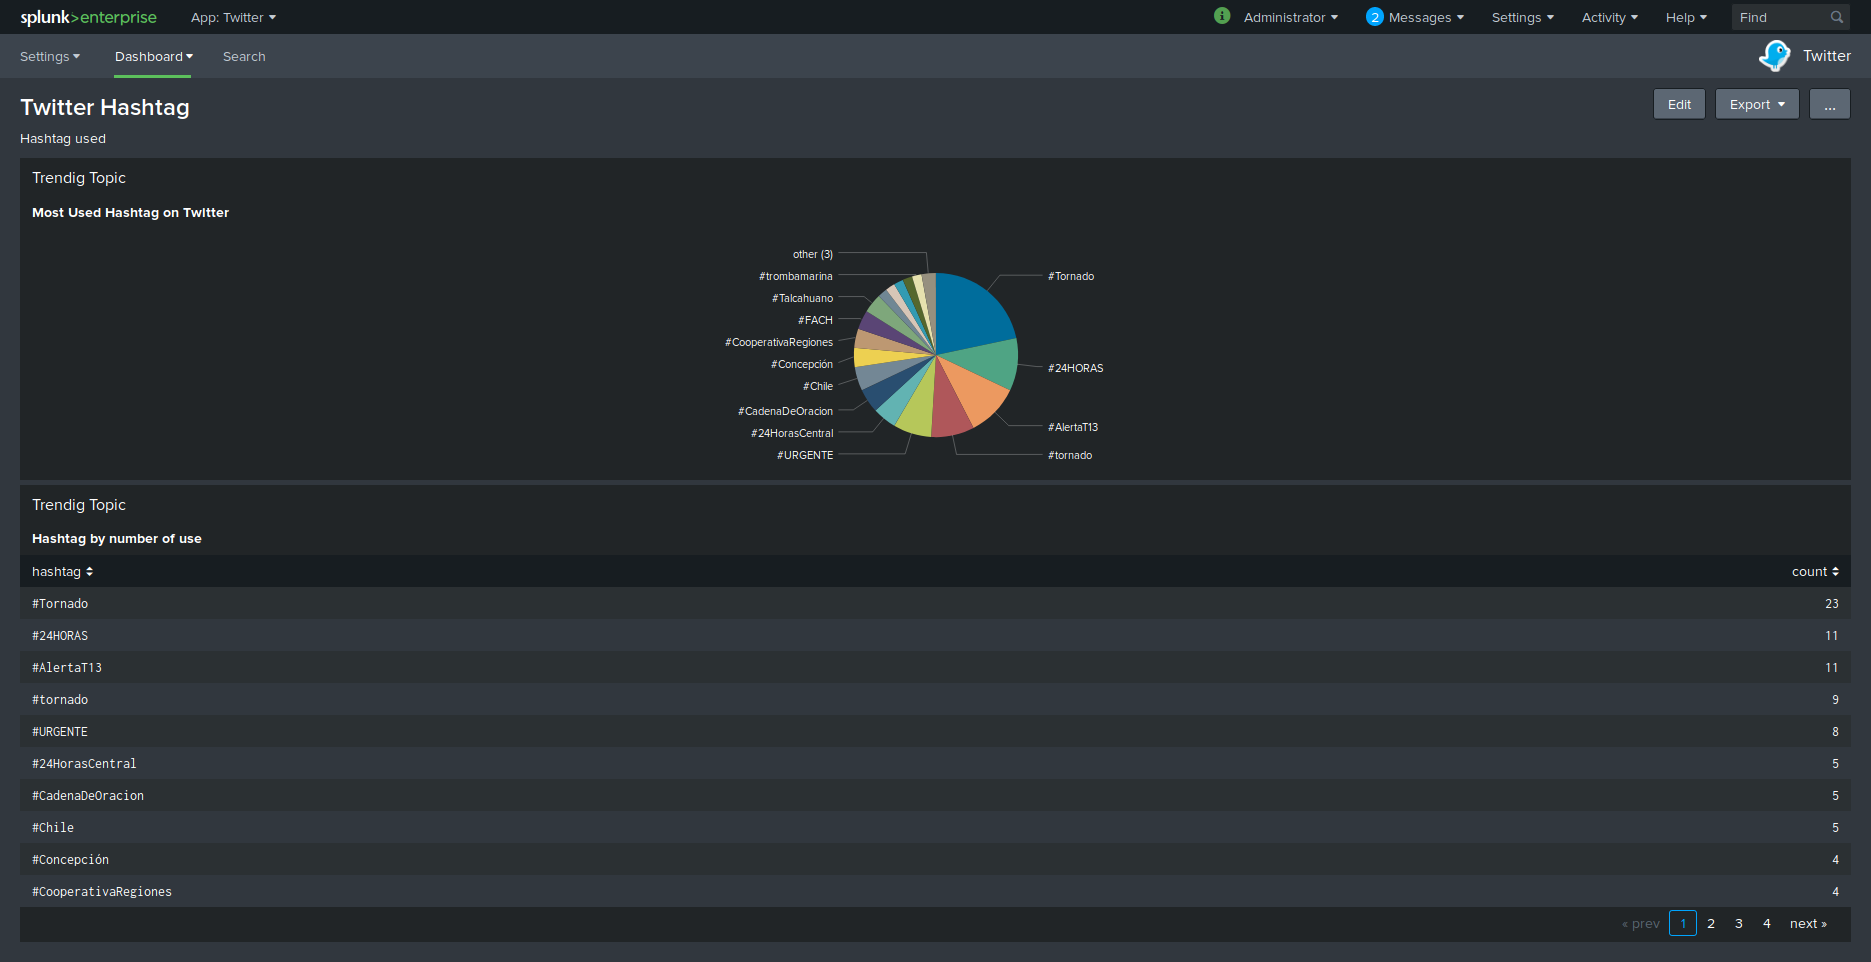 splunk>enterprise App: Twitter Administrator 2 Messages Settings Activity Help Find
Settings Dashboard Search Twitter
Twitter Hashtag Edit Export ...
Hashtag used
Trendig Topic
Most Used Hashtag on Twitter
other (3)
#trombamarina #Tornado
#Talcahuano
#FACH
#CooperativaRegiones
#Concepción #24HORAS
#Chile
#CadenaDeOracion
#24HorasCentral #AlertaT13
#URGENTE #tornado
Trendig Topic
Hashtag by number of use
hashtag count
#Tornado 23
#24HORAS 11
#AlertaT13 11
#tornado 9
#URGENTE 8
#24HorasCentral 5
#CadenaDeOracion 5
#Chile 5
#Concepción 4
#CooperativaRegiones 4
« prev 1 2 3 4 next »